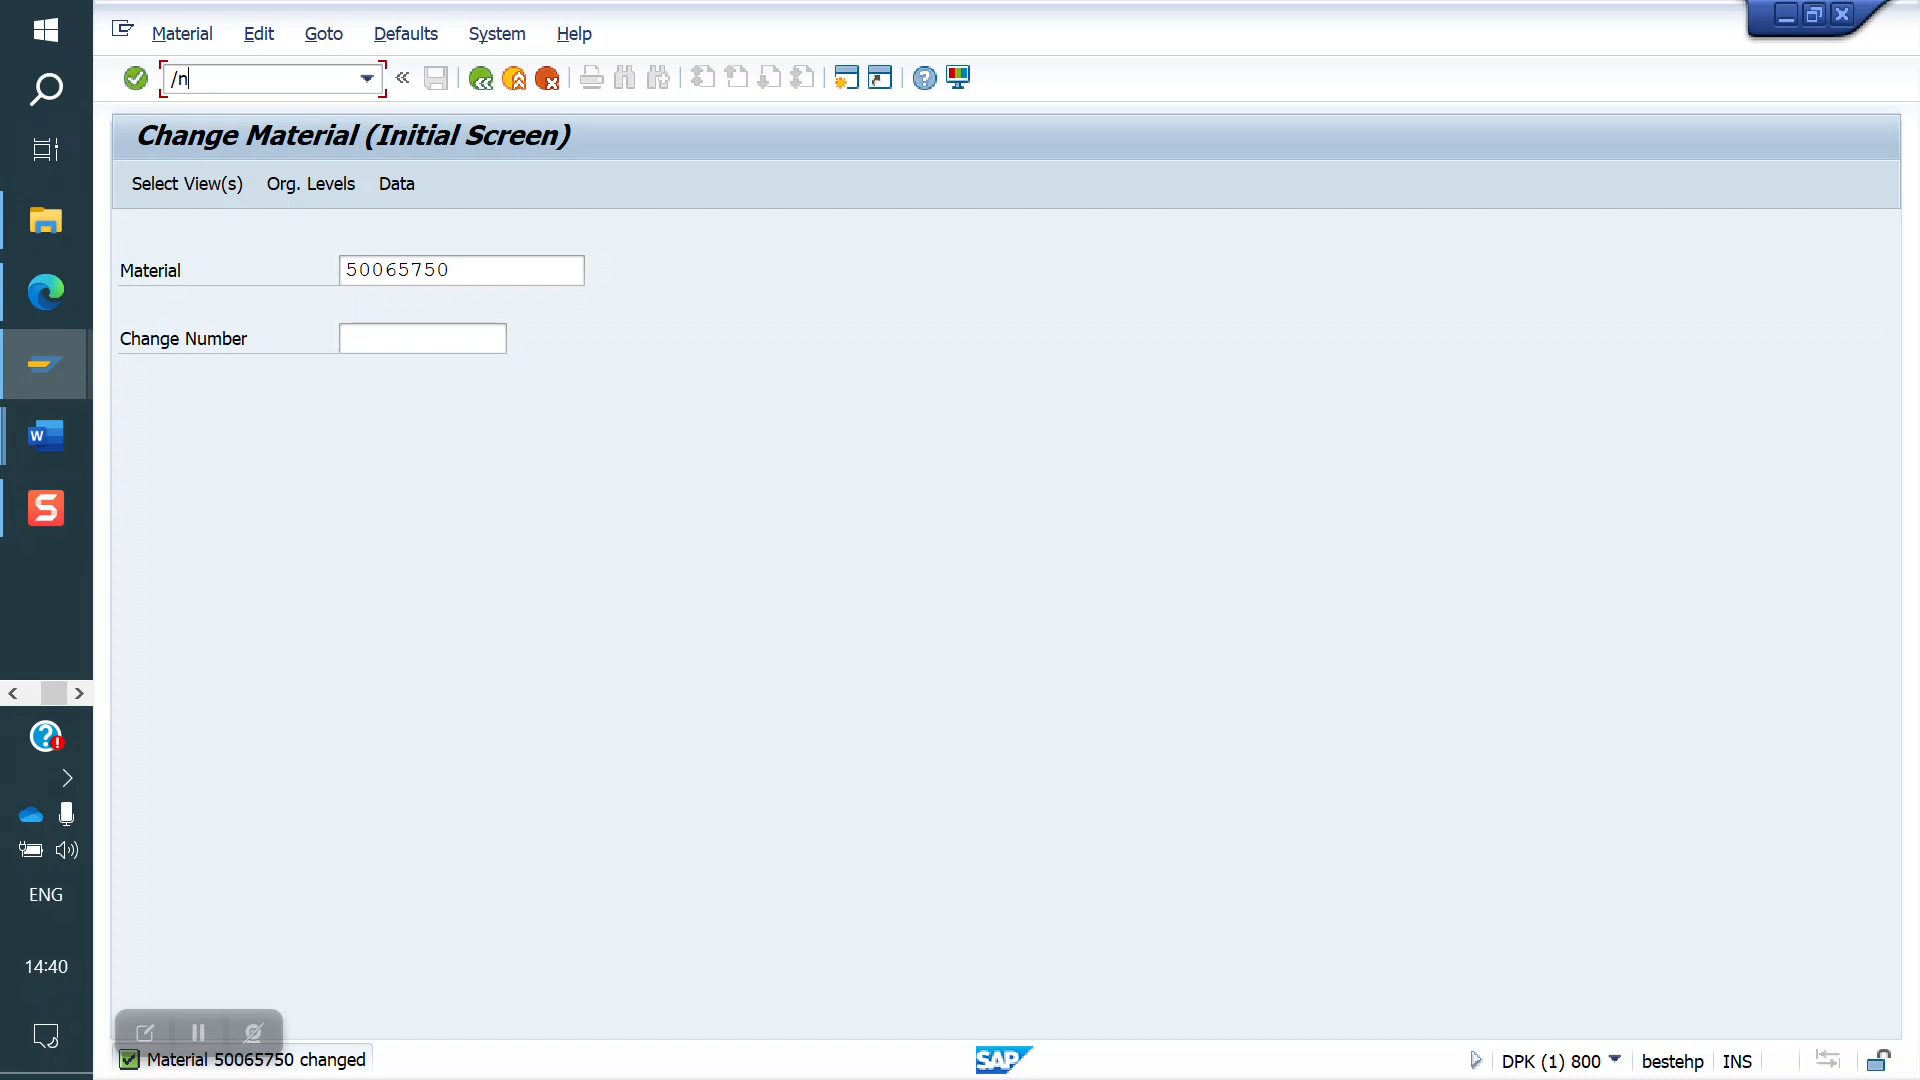 Material Edit Goto Defaults System Help
/n
Change Material (Initial Screen)
Select View(s) Org. Levels Data
Material 50065750
Change Number
W
S
ENG
14:40
Material 50065750 changed
SAP
DPK (1) 800 bestehp INS